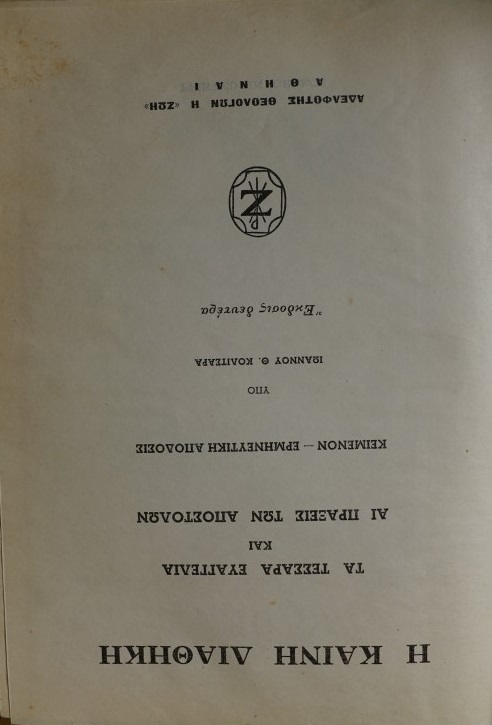 Η ΚΑΙΝΗ ΔΙΑΘΗΚΗ
ΤΑ ΤΕΣΣΑΡΑ ΕΥΑΓΓΕΛΙΑ
ΚΑΙ
ΑΙ ΠΡΑΞΕΙΣ ΤΩΝ ΑΠΟΣΤΟΛΩΝ
ΚΕΙΜΕΝΟΝ — ΕΡΜΗΝΕΥΤΙΚΗ ΑΠΟΔΟΣΙΣ
ΥΠΟ
ΙΩΑΝΝΟΥ Θ. ΚΟΛΙΤΣΑΡΑ
Ἔκδοσις δευτέρα
Ζ
ΑΔΕΛΦΟΤΗΣ ΘΕΟΛΟΓΩΝ Η «ΖΩΗ»
ΑΘΗΝΑΙ